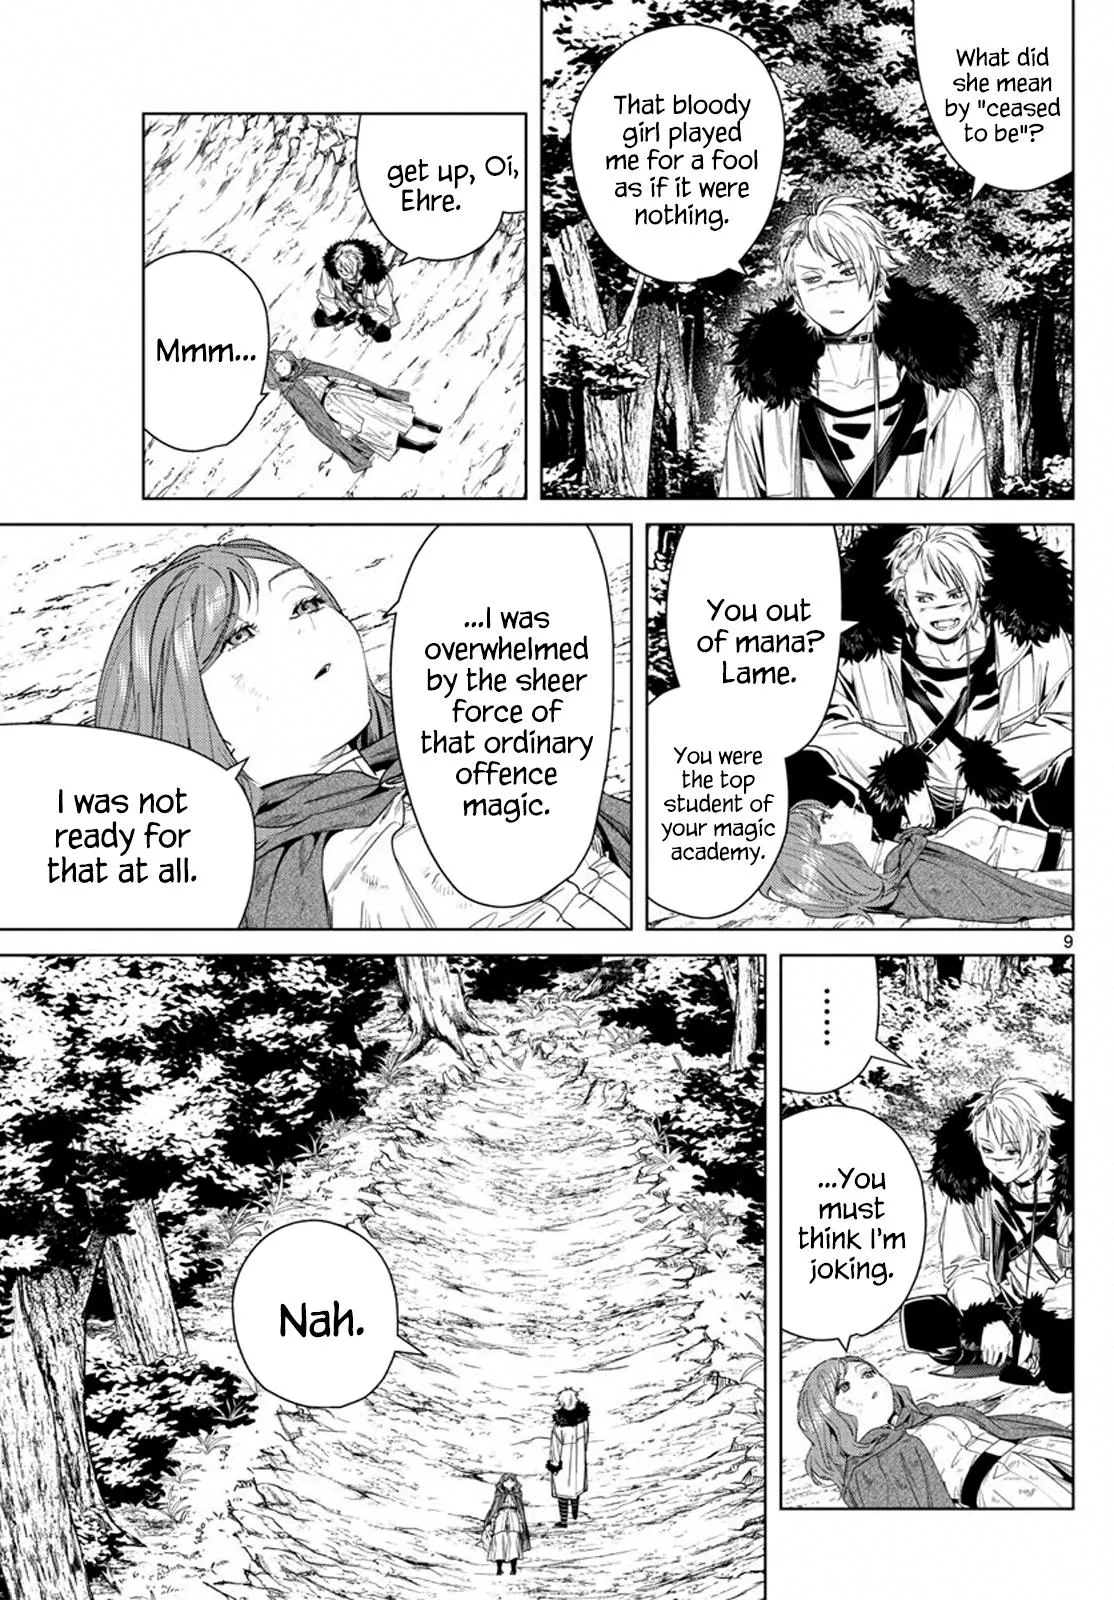 What did
she mean
by "ceased
to be"?
That bloody
girl played
me for a fool
as if it were
nothing.
get up, Oi,
Ehre.
Mmm...
You out
of mana?
Lame.
You were
the top
student of
your magic
academy.
...I was
overwhelmed
by the sheer
force of
that ordinary
offence
magic.
I was not
ready for
that at all.
9
......
...You
must
think I'm
joking.
Nah.